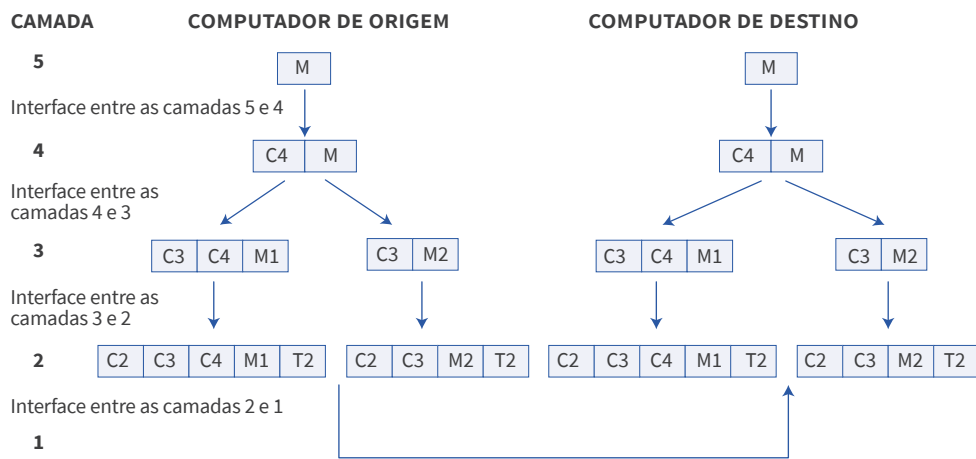 CAMADA COMPUTADOR DE ORIGEM COMPUTADOR DE DESTINO
5 M M
Interface entre as camadas 5 e 4
4 C4 M C4 M
Interface entre as
camadas 4 e 3
3 C3 C4 M1 C3 M2 C3 C4 M1 C3 M2
Interface entre as
camadas 3 e 2
2 C2 C3 C4 M1 T2 C2 C3 M2 T2 C2 C3 C4 M1 T2 C2 C3 M2 T2
Interface entre as camadas 2 e 1
1